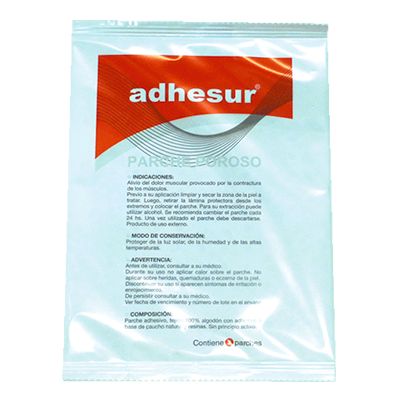 adhesur®
PARCHE POROSO
INDICACIONES:
Alivio del dolor muscular provocado por la contractura
de los músculos.
Previo a su aplicación limpiar y secar la zona de la piel a
tratar. Luego, retirar la lámina protectora desde los
extremos y colocar el parche. Para su extracción puede
utilizar alcohol. Se recomienda cambiar el parche cada
24 hs. Una vez utilizado el parche debe descartarse.
Producto de uso externo.
MODO DE CONSERVACIÓN:
Proteger de la luz solar, de la humedad y de las altas
temperaturas.
ADVERTENCIA:
Antes de utilizar, consultar a su médico.
Durante su uso no aplicar calor sobre el parche. No
aplicar sobre heridas, quemaduras o eczema de la piel.
Discontinuar su uso si aparecen síntomas de irritación o
enrojecimiento.
De persistir consultar a su médico.
Ver fecha de vencimiento y número de lote en el envase
COMPOSICIÓN:
Parche adhesivo, tejido 100% algodón con adhesivo
base de caucho natural y resinas. Sin principio activo.
Contiene parches